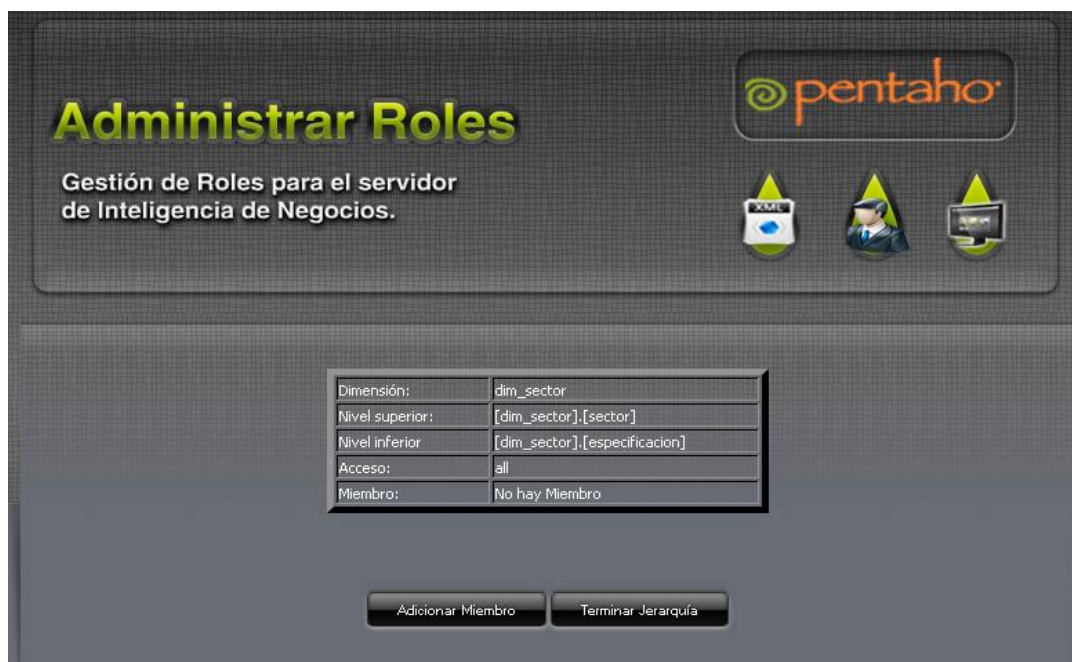 pentaho
Administrar Roles
Gestión de Roles para el servidor
de Inteligencia de Negocios.
XML
Dimensión: dim_sector
Nivel superior: [dim_sector].[sector]
Nivel inferior [dim_sector].[especificacion]
Acceso: all
Miembro: No hay Miembro
Adicionar Miembro Terminar Jerarquía